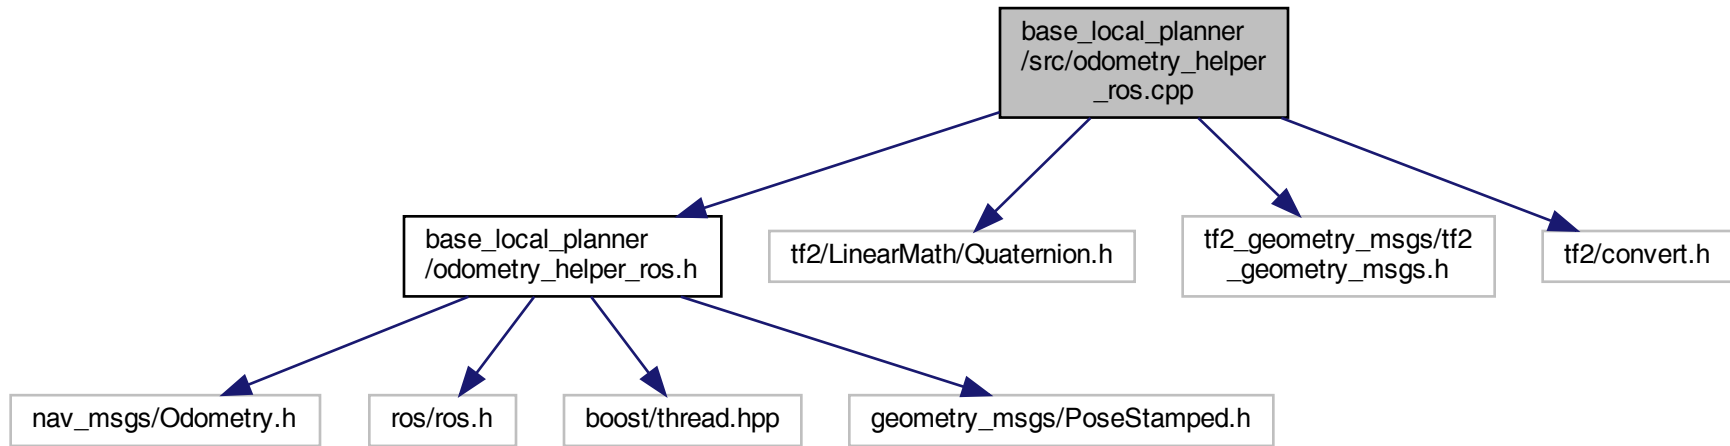 base_local_planner
/src/odometry_helper
_ros.cpp
base_local_planner
/odometry_helper_ros.h
tf2/LinearMath/Quaternion.h
tf2_geometry_msgs/tf2
_geometry_msgs.h
tf2/convert.h
nav_msgs/Odometry.h
ros/ros.h
boost/thread.hpp
geometry_msgs/PoseStamped.h